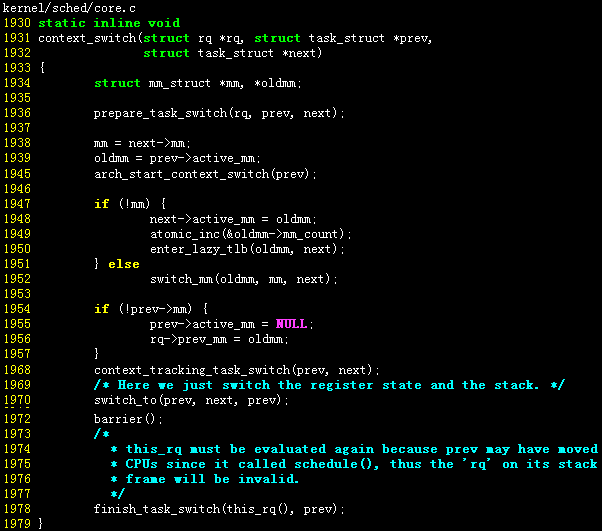 kernel/sched/core.c
1930 static inline void
1931 context_switch(struct rq *rq, struct task_struct *prev,
1932                struct task_struct *next)
1933 {
1934         struct mm_struct *mm, *oldmm;
1935
1936         prepare_task_switch(rq, prev, next);
1937
1938         mm = next->mm;
1939         oldmm = prev->active_mm;
1945         arch_start_context_switch(prev);
1946
1947         if (!mm) {
1948                 next->active_mm = oldmm;
1949                 atomic_inc(&oldmm->mm_count);
1950                 enter_lazy_tlb(oldmm, next);
1951         } else
1952                 switch_mm(oldmm, mm, next);
1953
1954         if (!prev->mm) {
1955                 prev->active_mm = NULL;
1956                 rq->prev_mm = oldmm;
1957         }
1968         context_tracking_task_switch(prev, next);
1969         /* Here we just switch the register state and the stack. */
1970         switch_to(prev, next, prev);
1972         barrier();
1973         /*
1974           * this_rq must be evaluated again because prev may have moved
1975           * CPUs since it called schedule(), thus the 'rq' on its stack
1976           * frame will be invalid.
1977           */
1978         finish_task_switch(this_rq(), prev);
1979 }